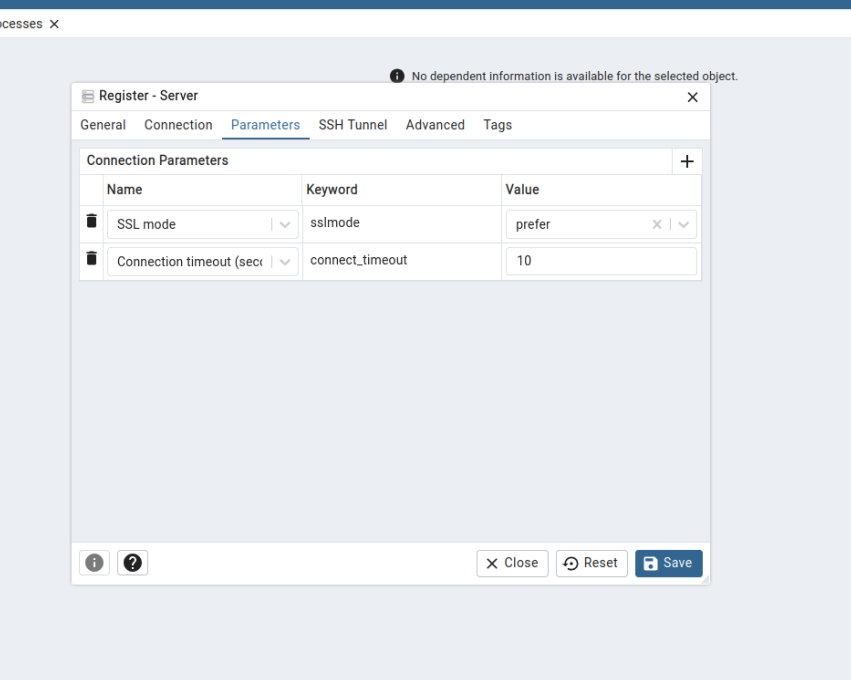 ocesses
No dependent information is available for the selected object.
Register - Server
General Connection Parameters SSH Tunnel Advanced Tags
Connection Parameters
Name Keyword Value
SSL mode sslmode prefer
Connection timeout (sec connect_timeout 10
Close Reset Save